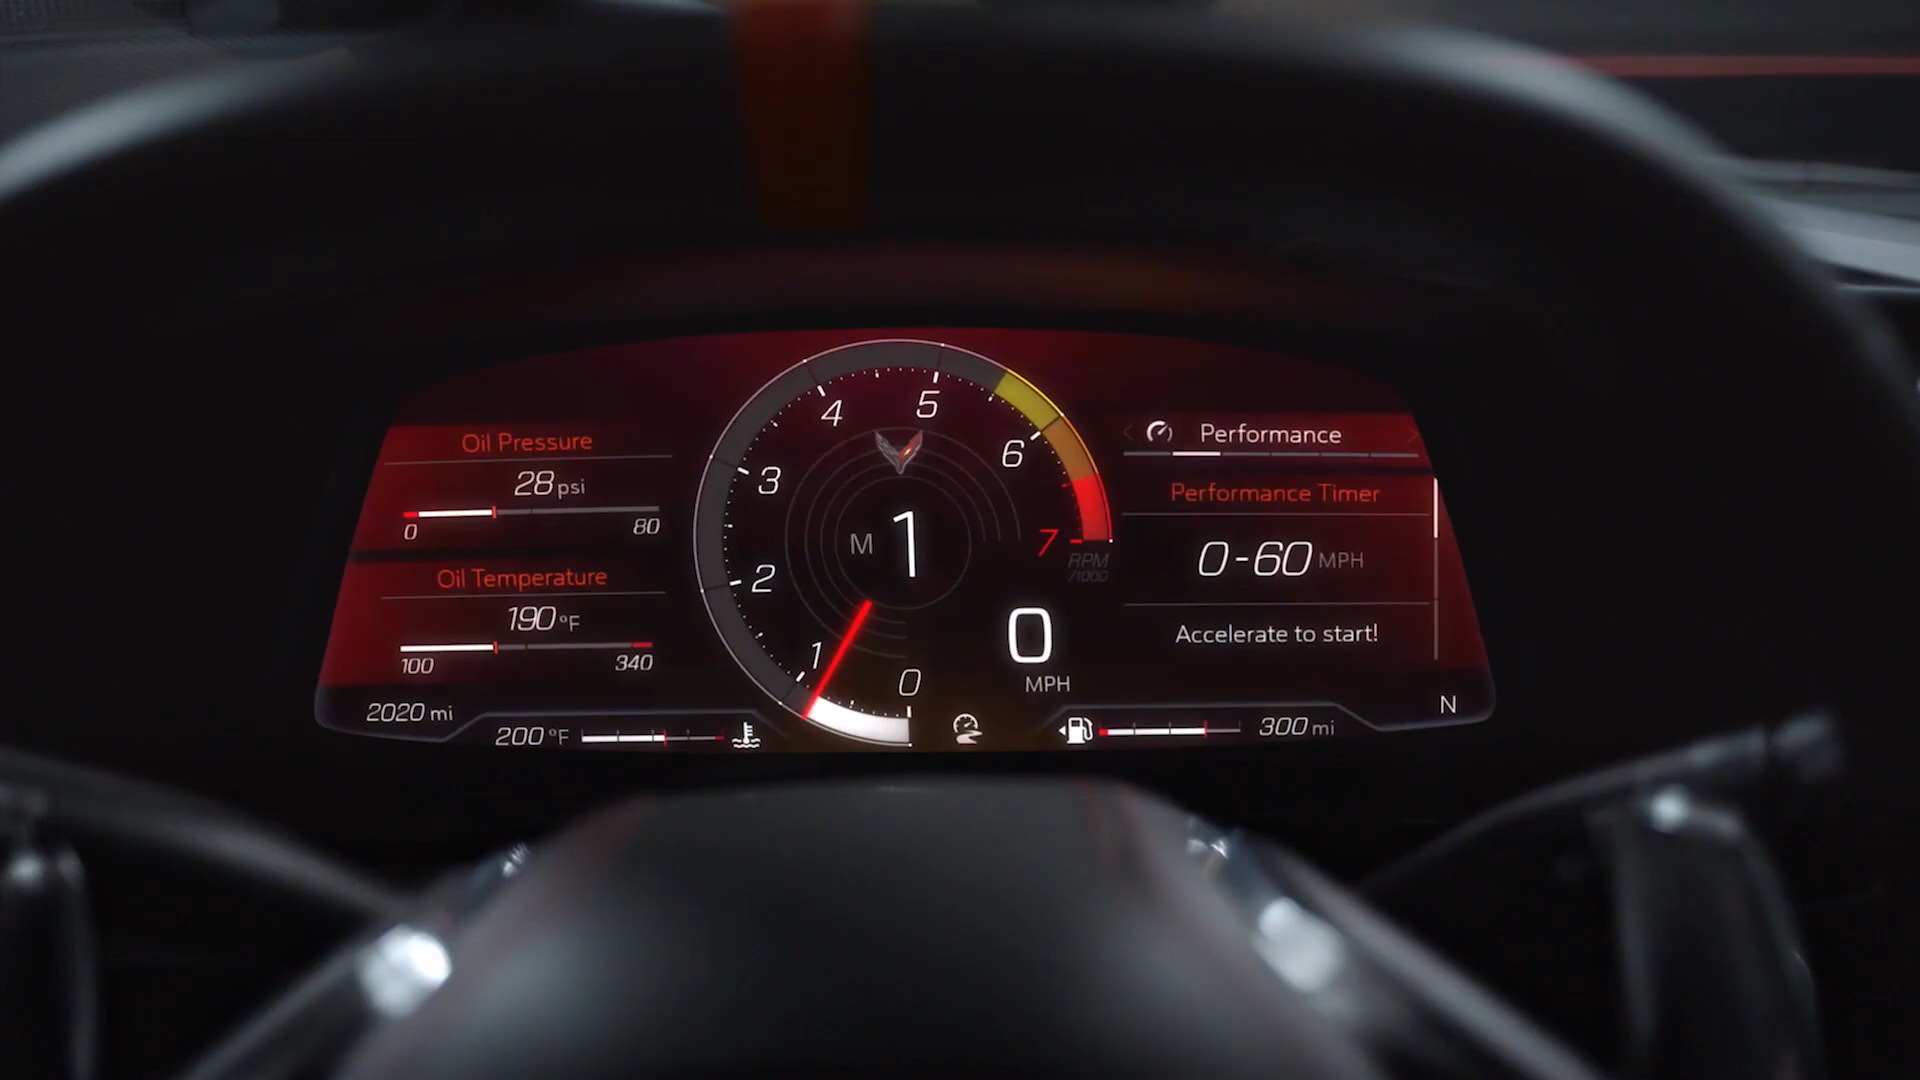 Oil Pressure
28 psi
0 80
Oil Temperature
190 °F
100 340
2020 mi
200 °F
0
1
2
3
4
5
6
7
RPM
/1000
M 1
0
MPH
Performance
Performance Timer
0-60 MPH
Accelerate to start!
N
300 mi